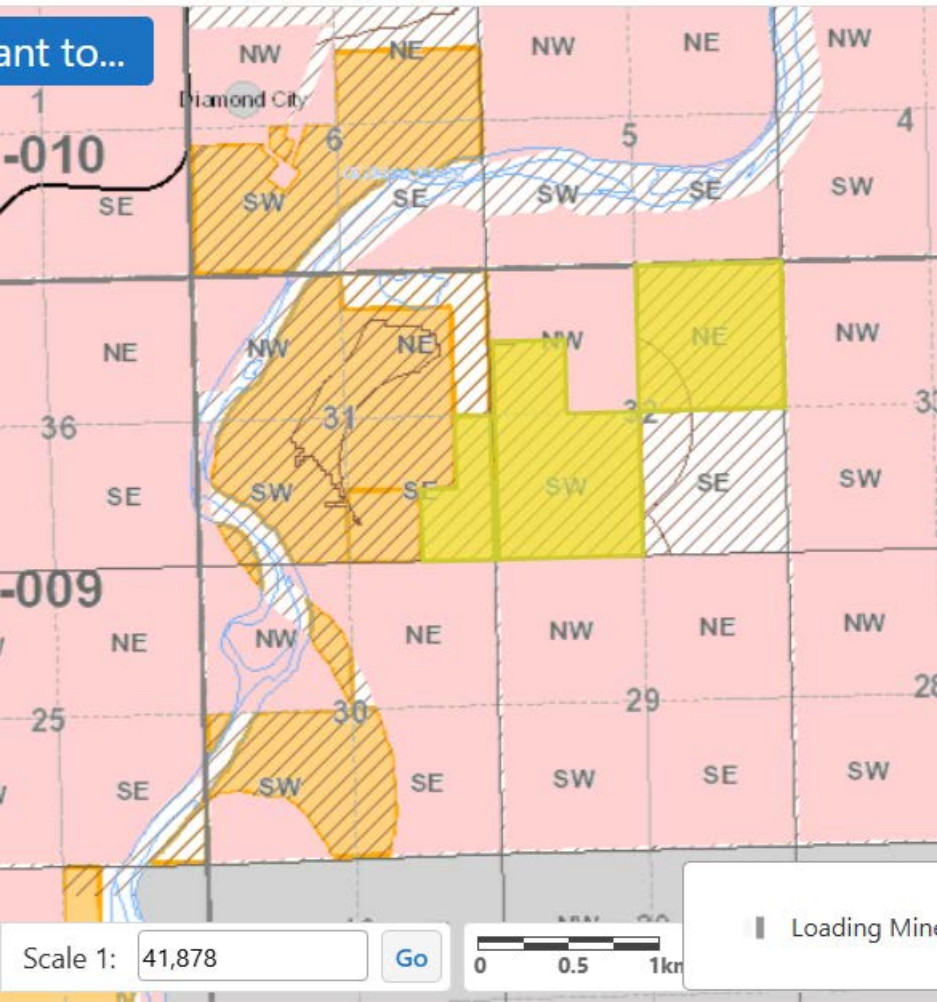 ant to...
NW
NE
NW
NE
NW
1
Diamond City
6
5
4
-010
SE
SW
SE
SW
SE
SW
NE
NW
NE
NW
NE
NW
36
31
32
33
SE
SW
SE
SW
SE
SW
-009
NE
NW
NE
NW
NE
NW
25
30
29
28
SE
SW
SE
SW
SE
SW
Scale 1:
41,878
Go
0
0.5
1km
Loading Mine